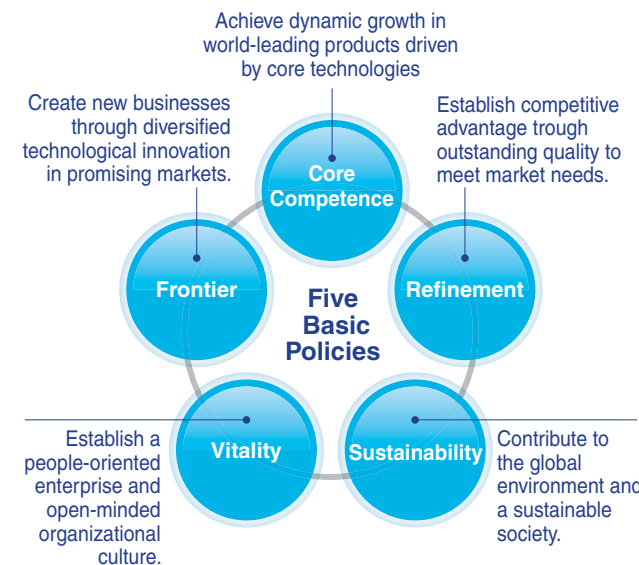 Achieve dynamic growth in
world-leading products driven
by core technologies
Create new businesses
through diversified
technological innovation
in promising markets.
Establish competitive
advantage trough
outstanding quality to
meet market needs.
Core
Competence
Frontier
Refinement
Five
Basic
Policies
Vitality
Sustainability
Establish a
people-oriented
enterprise and
open-minded
organizational
culture.
Contribute to
the global
environment and
a sustainable
society.